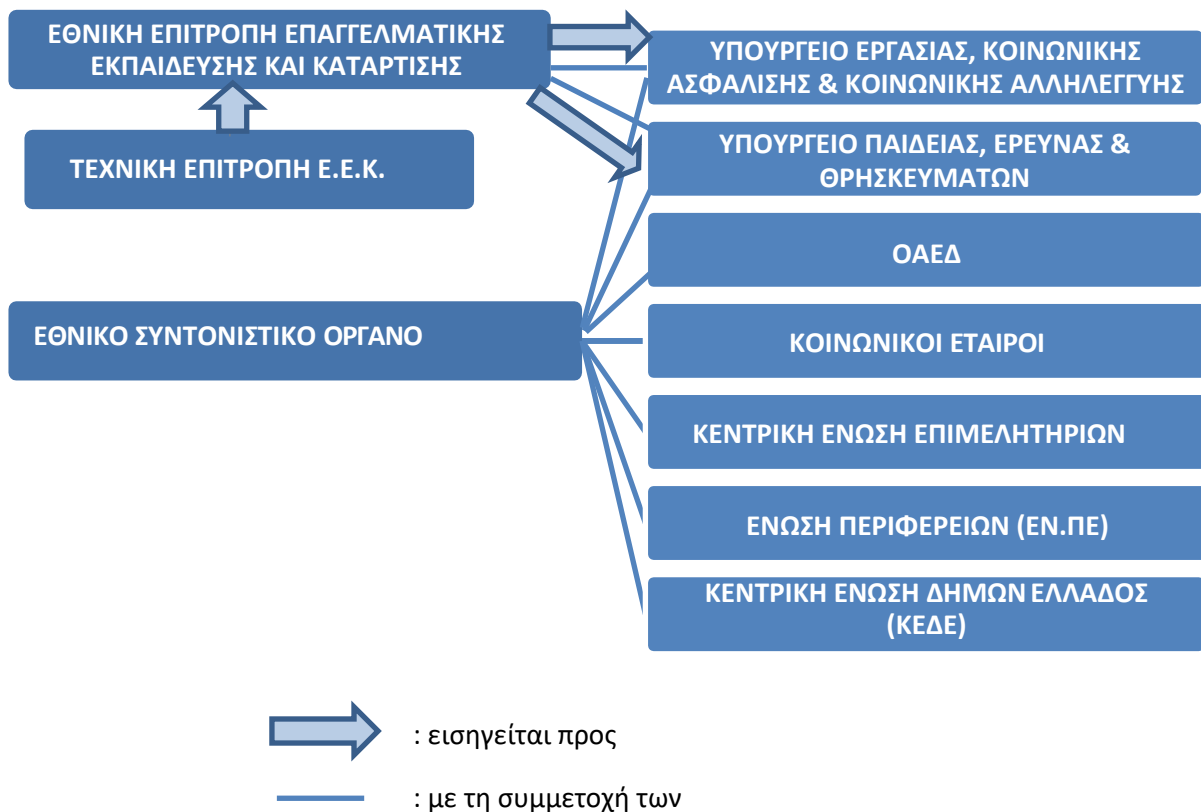 ΕΘΝΙΚΗ ΕΠΙΤΡΟΠΗ ΕΠΑΓΓΕΛΜΑΤΙΚΗΣ
ΕΚΠΑΙΔΕΥΣΗΣ ΚΑΙ ΚΑΤΑΡΤΙΣΗΣ
ΤΕΧΝΙΚΗ ΕΠΙΤΡΟΠΗ Ε.Ε.Κ.
ΕΘΝΙΚΟ ΣΥΝΤΟΝΙΣΤΙΚΟ ΟΡΓΑΝΟ
ΥΠΟΥΡΓΕΙΟ ΕΡΓΑΣΙΑΣ, ΚΟΙΝΩΝΙΚΗΣ
ΑΣΦΑΛΙΣΗΣ & ΚΟΙΝΩΝΙΚΗΣ ΑΛΛΗΛΕΓΓΥΗΣ
ΥΠΟΥΡΓΕΙΟ ΠΑΙΔΕΙΑΣ, ΕΡΕΥΝΑΣ &
ΘΡΗΣΚΕΥΜΑΤΩΝ
ΟΑΕΔ
ΚΟΙΝΩΝΙΚΟΙ ΕΤΑΙΡΟΙ
ΚΕΝΤΡΙΚΗ ΕΝΩΣΗ ΕΠΙΜΕΛΗΤΗΡΙΩΝ
ΕΝΩΣΗ ΠΕΡΙΦΕΡΕΙΩΝ (ΕΝ.ΠΕ)
ΚΕΝΤΡΙΚΗ ΕΝΩΣΗ ΔΗΜΩΝ ΕΛΛΑΔΟΣ
(ΚΕΔΕ)
: εισηγείται προς
: με τη συμμετοχή των